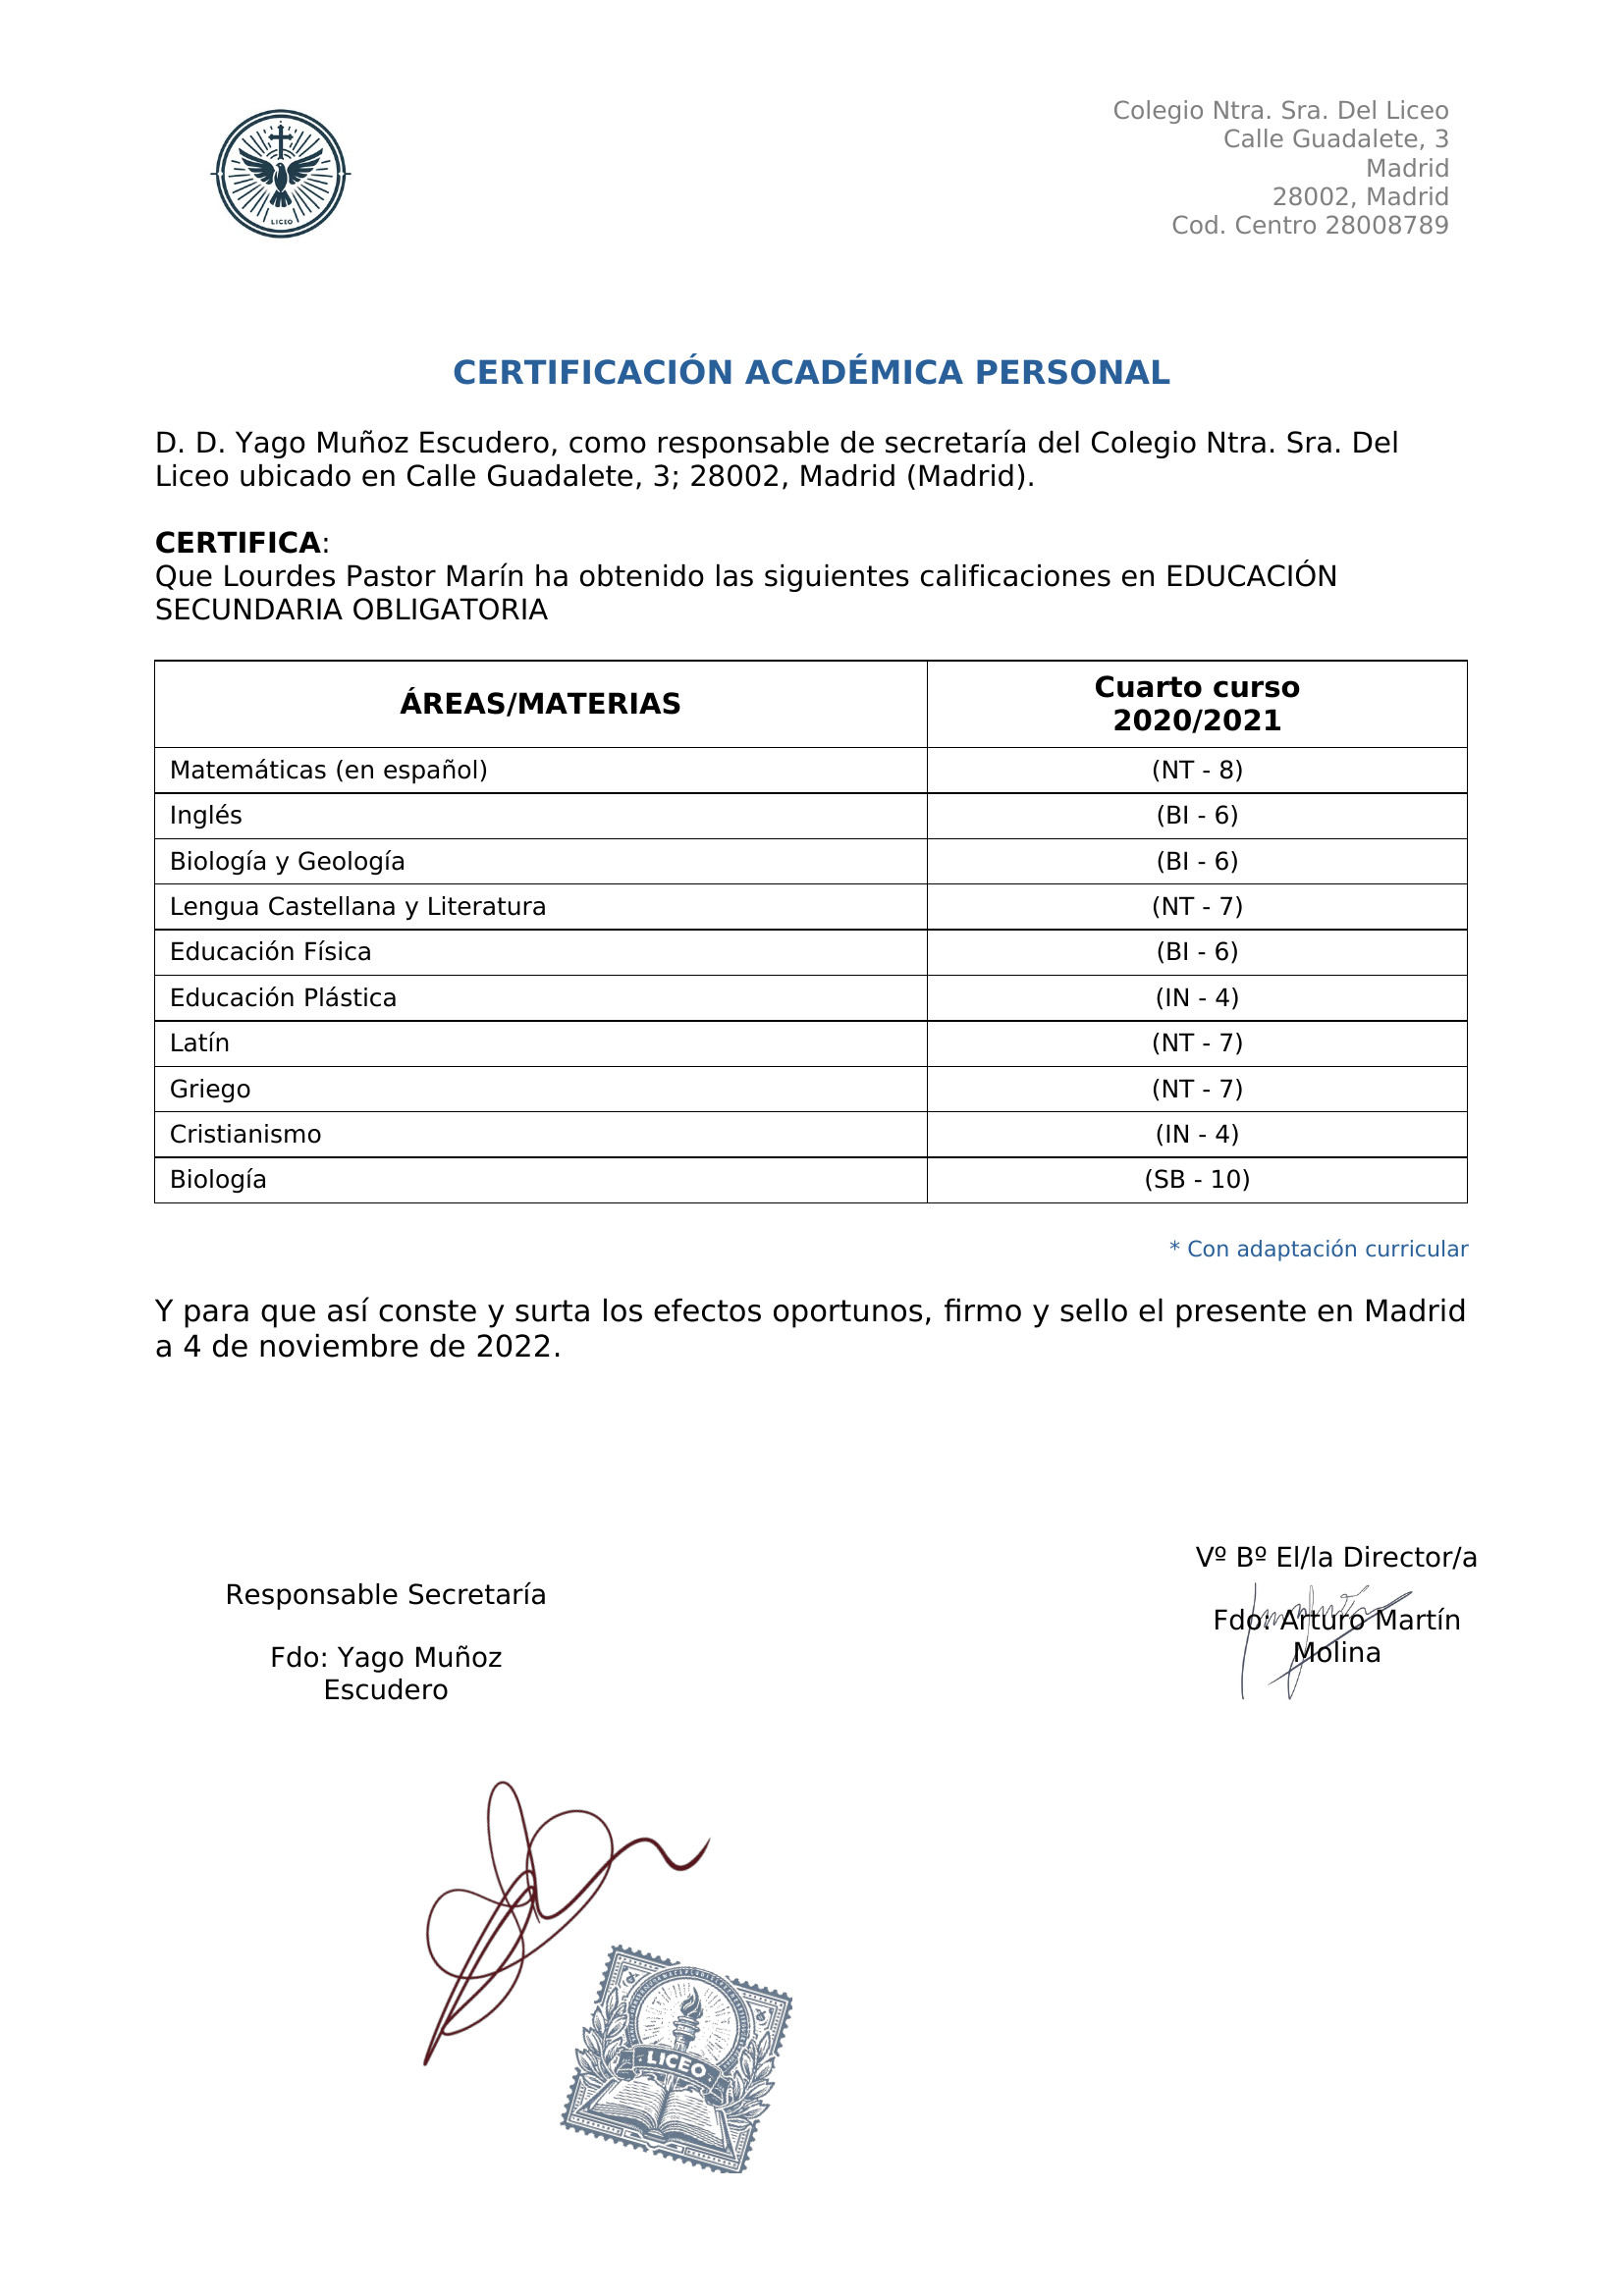 LICEO
Colegio Ntra. Sra. Del Liceo
Calle Guadalete, 3
Madrid
28002, Madrid
Cod. Centro 28008789
CERTIFICACIÓN ACADÉMICA PERSONAL
D. D. Yago Muñoz Escudero, como responsable de secretaría del Colegio Ntra. Sra. Del
Liceo ubicado en Calle Guadalete, 3; 28002, Madrid (Madrid).
CERTIFICA:
Que Lourdes Pastor Marín ha obtenido las siguientes calificaciones en EDUCACIÓN
SECUNDARIA OBLIGATORIA
ÁREAS/MATERIAS Cuarto curso
2020/2021
Matemáticas (en español) (NT - 8)
Inglés (BI - 6)
Biología y Geología (BI - 6)
Lengua Castellana y Literatura (NT - 7)
Educación Física (BI - 6)
Educación Plástica (IN - 4)
Latín (NT - 7)
Griego (NT - 7)
Cristianismo (IN - 4)
Biología (SB - 10)
* Con adaptación curricular
Y para que así conste y surta los efectos oportunos, firmo y sello el presente en Madrid
a 4 de noviembre de 2022.
Responsable Secretaría
Fdo: Yago Muñoz
Escudero
Vº Bº El/la Director/a
Fdo: Arturo Martín
Molina
LICEO